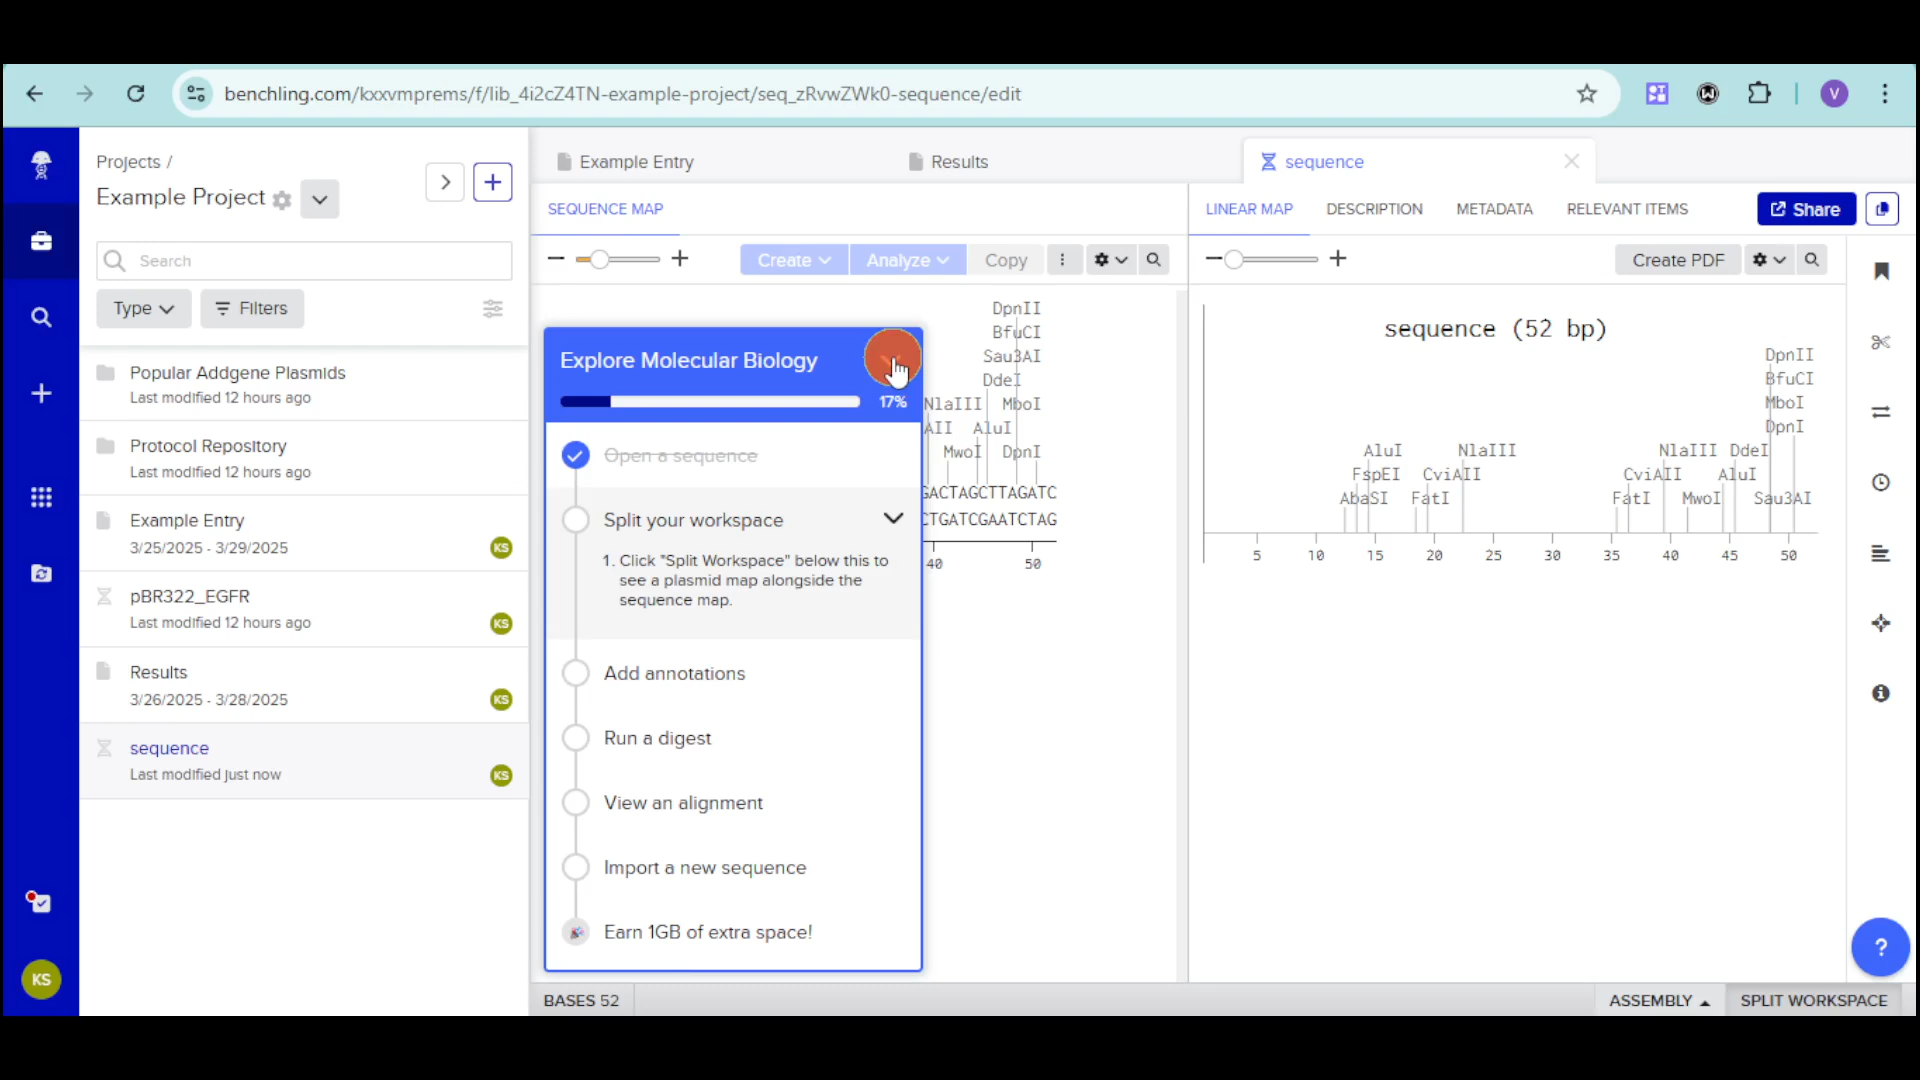 benchling.com/kxxvmprems/f/lib_4i2cZ4TN-example-project/seq_zRvwZWk0-sequence/edit
V
Projects /
Example Project
Search
Type
Filters
Popular Addgene Plasmids
Last modified 12 hours ago
Protocol Repository
Last modified 12 hours ago
Example Entry
3/25/2025 - 3/29/2025
KS
pBR322_EGFR
Last modified 12 hours ago
KS
Results
3/26/2025 - 3/28/2025
KS
sequence
Last modified just now
KS
KS
Example Entry
Results
sequence
SEQUENCE MAP
Create
Analyze
Copy
DpnII
BfuCI
Sau3AI
DdeI
NlaIII MboI
AII AluI
MwoI DpnI
GACTAGCTTAGATC
CTGATCGAATCTAG
40 50
Explore Molecular Biology
17%
Open a sequence
Split your workspace
1. Click "Split Workspace" below this to
see a plasmid map alongside the
sequence map.
Add annotations
Run a digest
View an alignment
Import a new sequence
Earn 1GB of extra space!
BASES 52
LINEAR MAP
DESCRIPTION
METADATA
RELEVANT ITEMS
Share
Create PDF
sequence (52 bp)
DpnII
BfuCI
MboI
DpnI
AluI NlaIII NlaIII DdeI
FspEI CviAII CviAII AluI
AbaSI FatI FatI MwoI Sau3AI
5 10 15 20 25 30 35 40 45 50
?
ASSEMBLY
SPLIT WORKSPACE